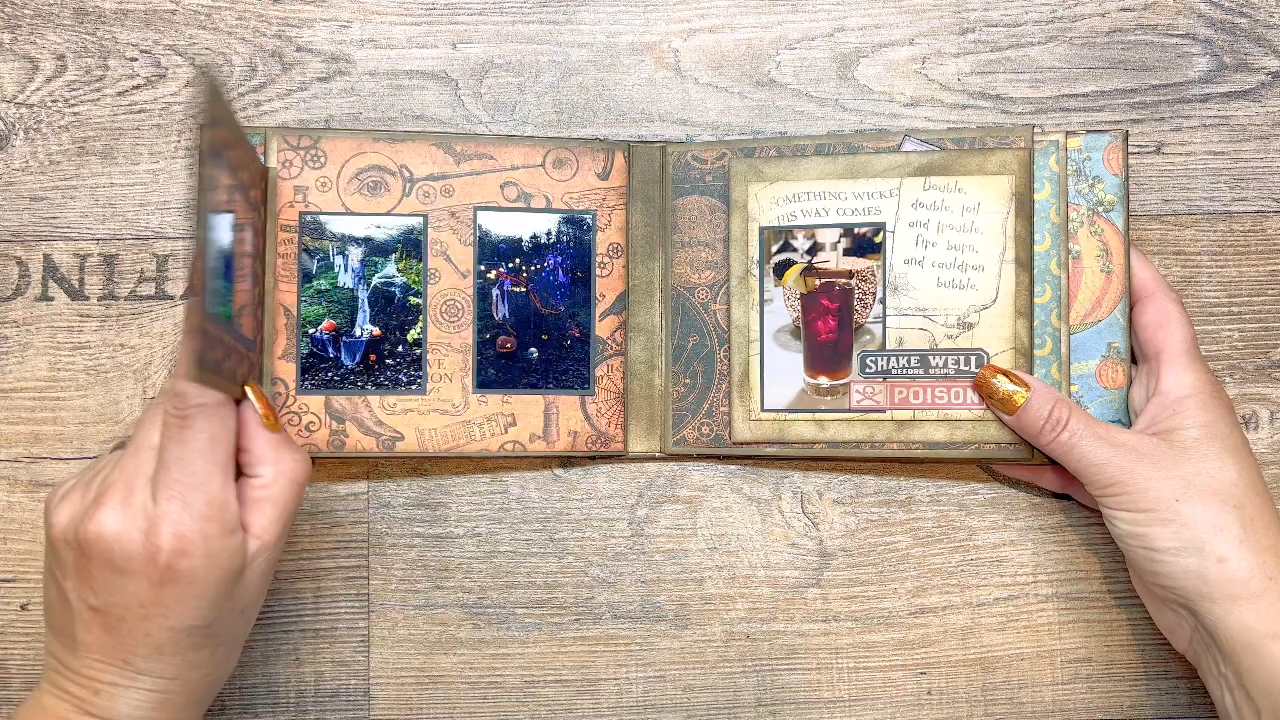 SOMETHING WICKE
THIS WAY COMES
Double,
double, toil
and trouble,
fire burn,
and cauldron
bubble.
SHAKE WELL
BEFORE USING
POISON